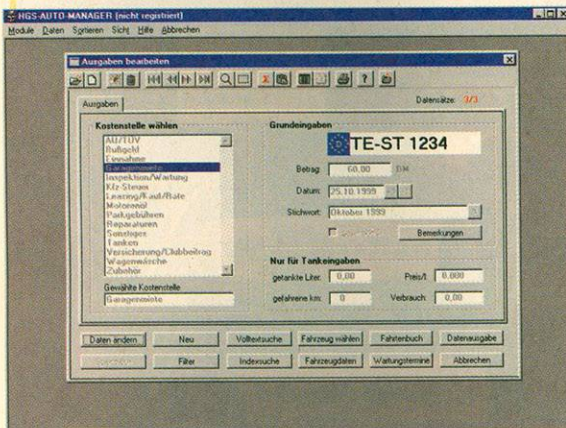 HGS-AUTO-MANAGER (nicht registriert)
Module Daten Sortieren Sicht Hilfe Abbrechen
Ausgaben bearbeiten
Ausgaben
Datensätze: 3/3
Kostenstelle wählen
AU/TÜV
Bußgeld
Einnahme
Garagenmiete
Inspektion/Wartung
Kfz-Steuer
Leasing/Kauf/Rate
Motorenöl
Parkgebühren
Reparaturen
Sonstiges
Tanken
Versicherung/Clubbeitrag
Wagenwäsche
Zubehör
Gewählte Kostenstelle
Garagenmiete
Grundeingaben
D TE-ST 1234
Betrag: 60,00 DM
Datum: 25.10.1999
Stichwort: Oktober 1999
Bemerkungen
Nur für Tankeingaben
getankte Liter: 0,00 Preis/l: 0.000
gefahrene km: 0 Verbrauch: 0,00
Daten ändern Neu Volltextsuche Fahrzeug wählen Fahrtenbuch Datenausgabe
Filter Indexsuche Fahrzeugdaten Wartungstermine Abbrechen